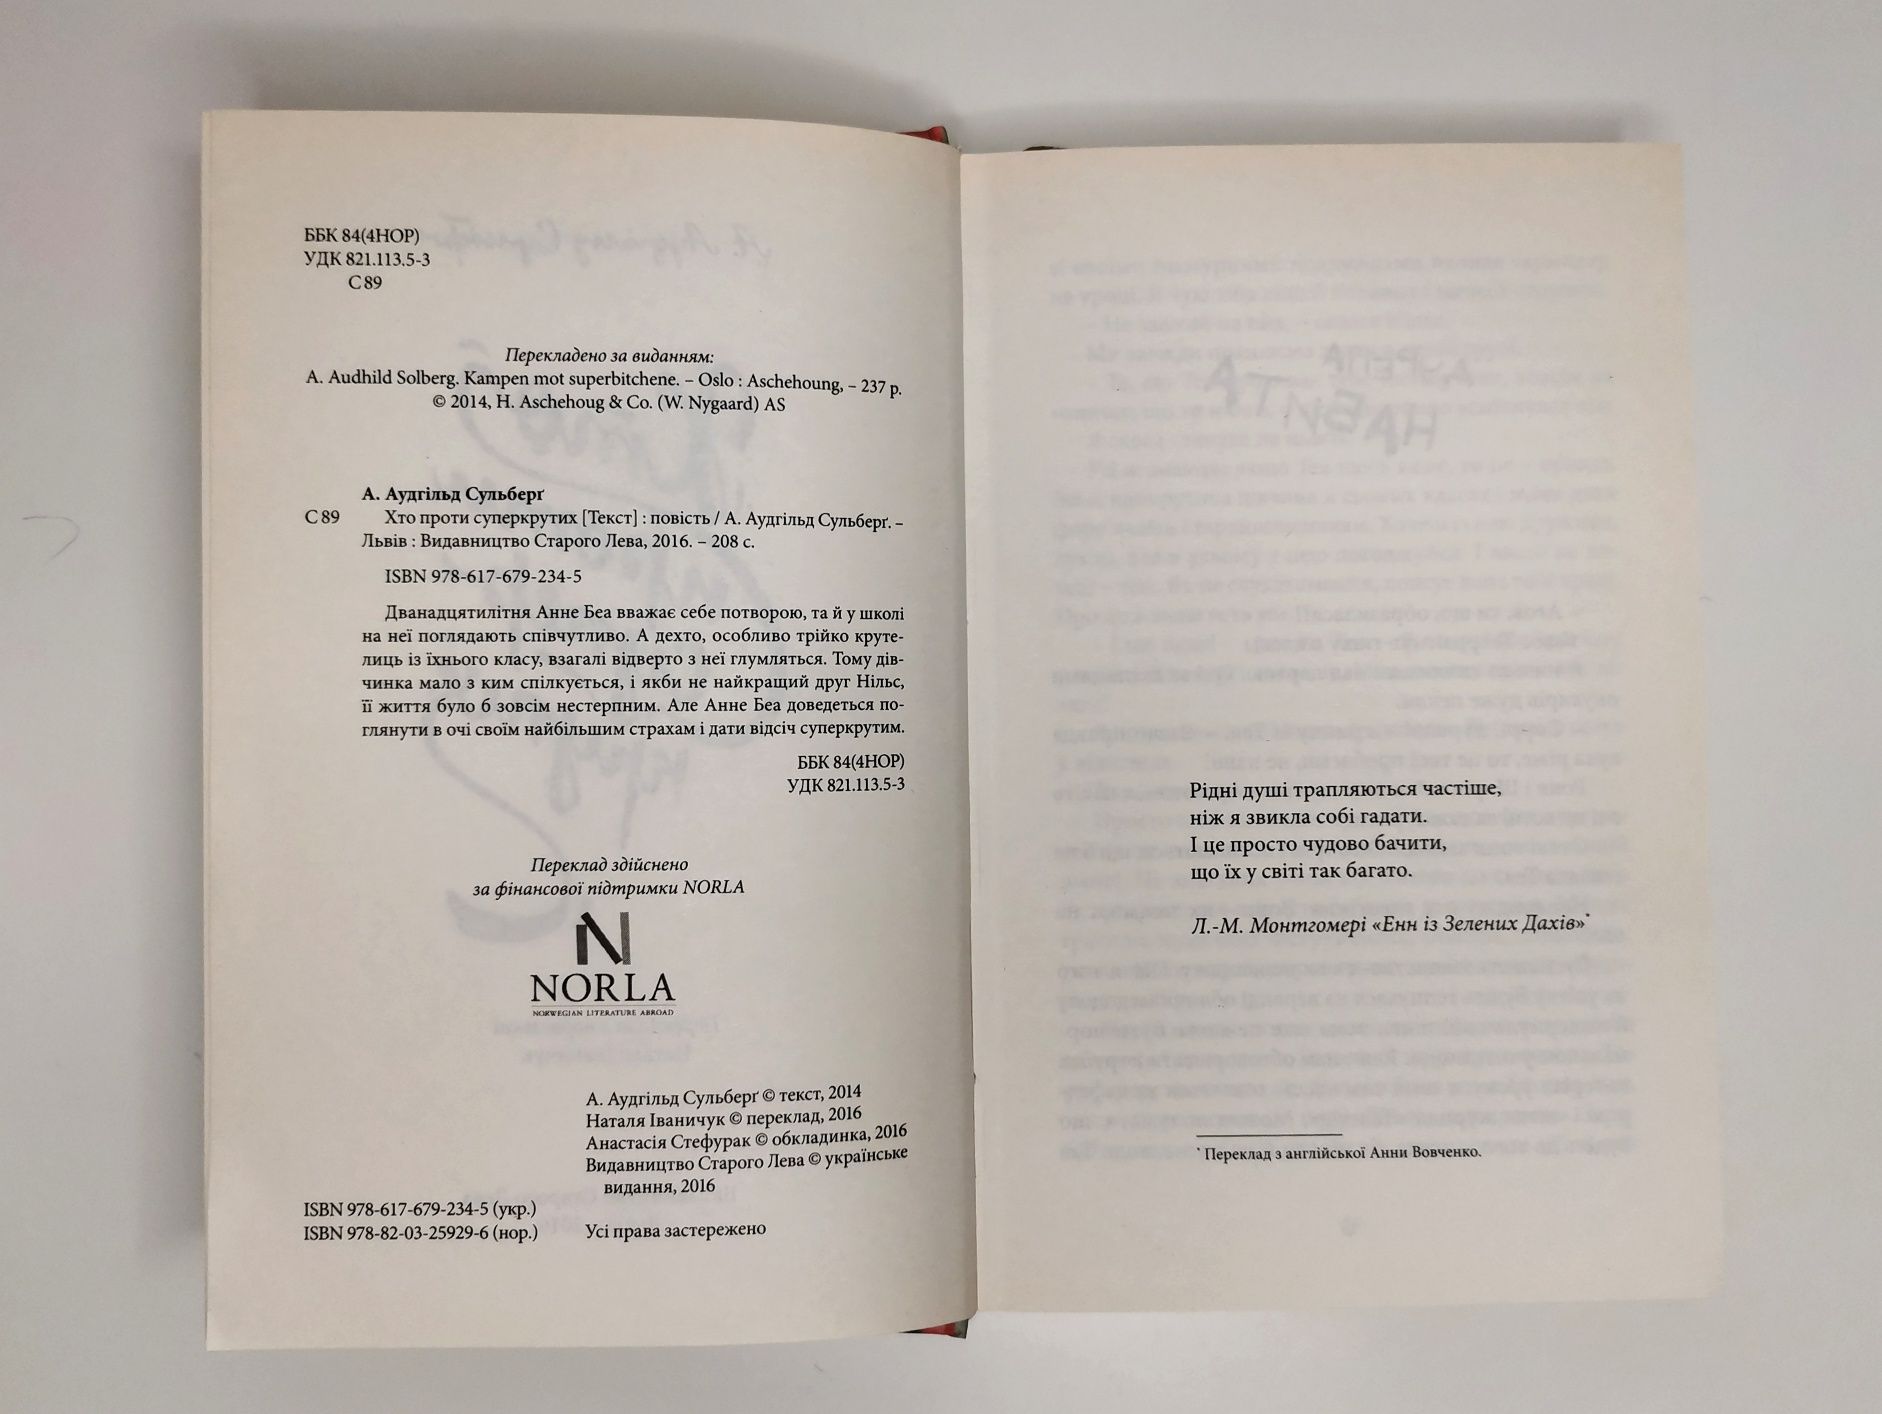 ББК 84(4НОР)
УДК 821.113.5-3
С 89
Перекладено за виданням:
A. Audhild Solberg. Kampen mot superbitchene. – Oslo : Aschehoung, – 237 p.
© 2014, H. Aschehoug & Co. (W. Nygaard) AS
А. Аудгільд Сульберґ
С 89 Хто проти суперкрутих [Текст] : повість / А. Аудгільд Сульберґ. –
Львів : Видавництво Старого Лева, 2016. – 208 с.
ISBN 978-617-679-234-5
Дванадцятилітня Анне Беа вважає себе потворою, та й у школі
на неї поглядають співчутливо. А дехто, особливо трійко круте-
лиць із їхнього класу, взагалі відверто з неї глумляться. Тому дів-
чинка мало з ким спілкується, і якби не найкращий друг Нільс,
її життя було б зовсім нестерпним. Але Анне Беа доведеться по-
глянути в очі своїм найбільшим страхам і дати відсіч суперкрутим.
ББК 84(4НОР)
УДК 821.113.5-3
Переклад здійснено
за фінансової підтримки NORLA
N
NORLA
NORWEGIAN LITERATURE ABROAD
А. Аудгільд Сульберґ © текст, 2014
Наталя Іваничук © переклад, 2016
Анастасія Стефурак © обкладинка, 2016
Видавництво Старого Лева © українське
видання, 2016
ISBN 978-617-679-234-5 (укр.)
ISBN 978-82-03-25929-6 (нор.) Усі права застережено
Рідні душі трапляються частіше,
ніж я звикла собі гадати.
І це просто чудово бачити,
що їх у світі так багато.
Л.-М. Монтгомері «Енн із Зелених Дахів»*
* Переклад з англійської Анни Вовченко.